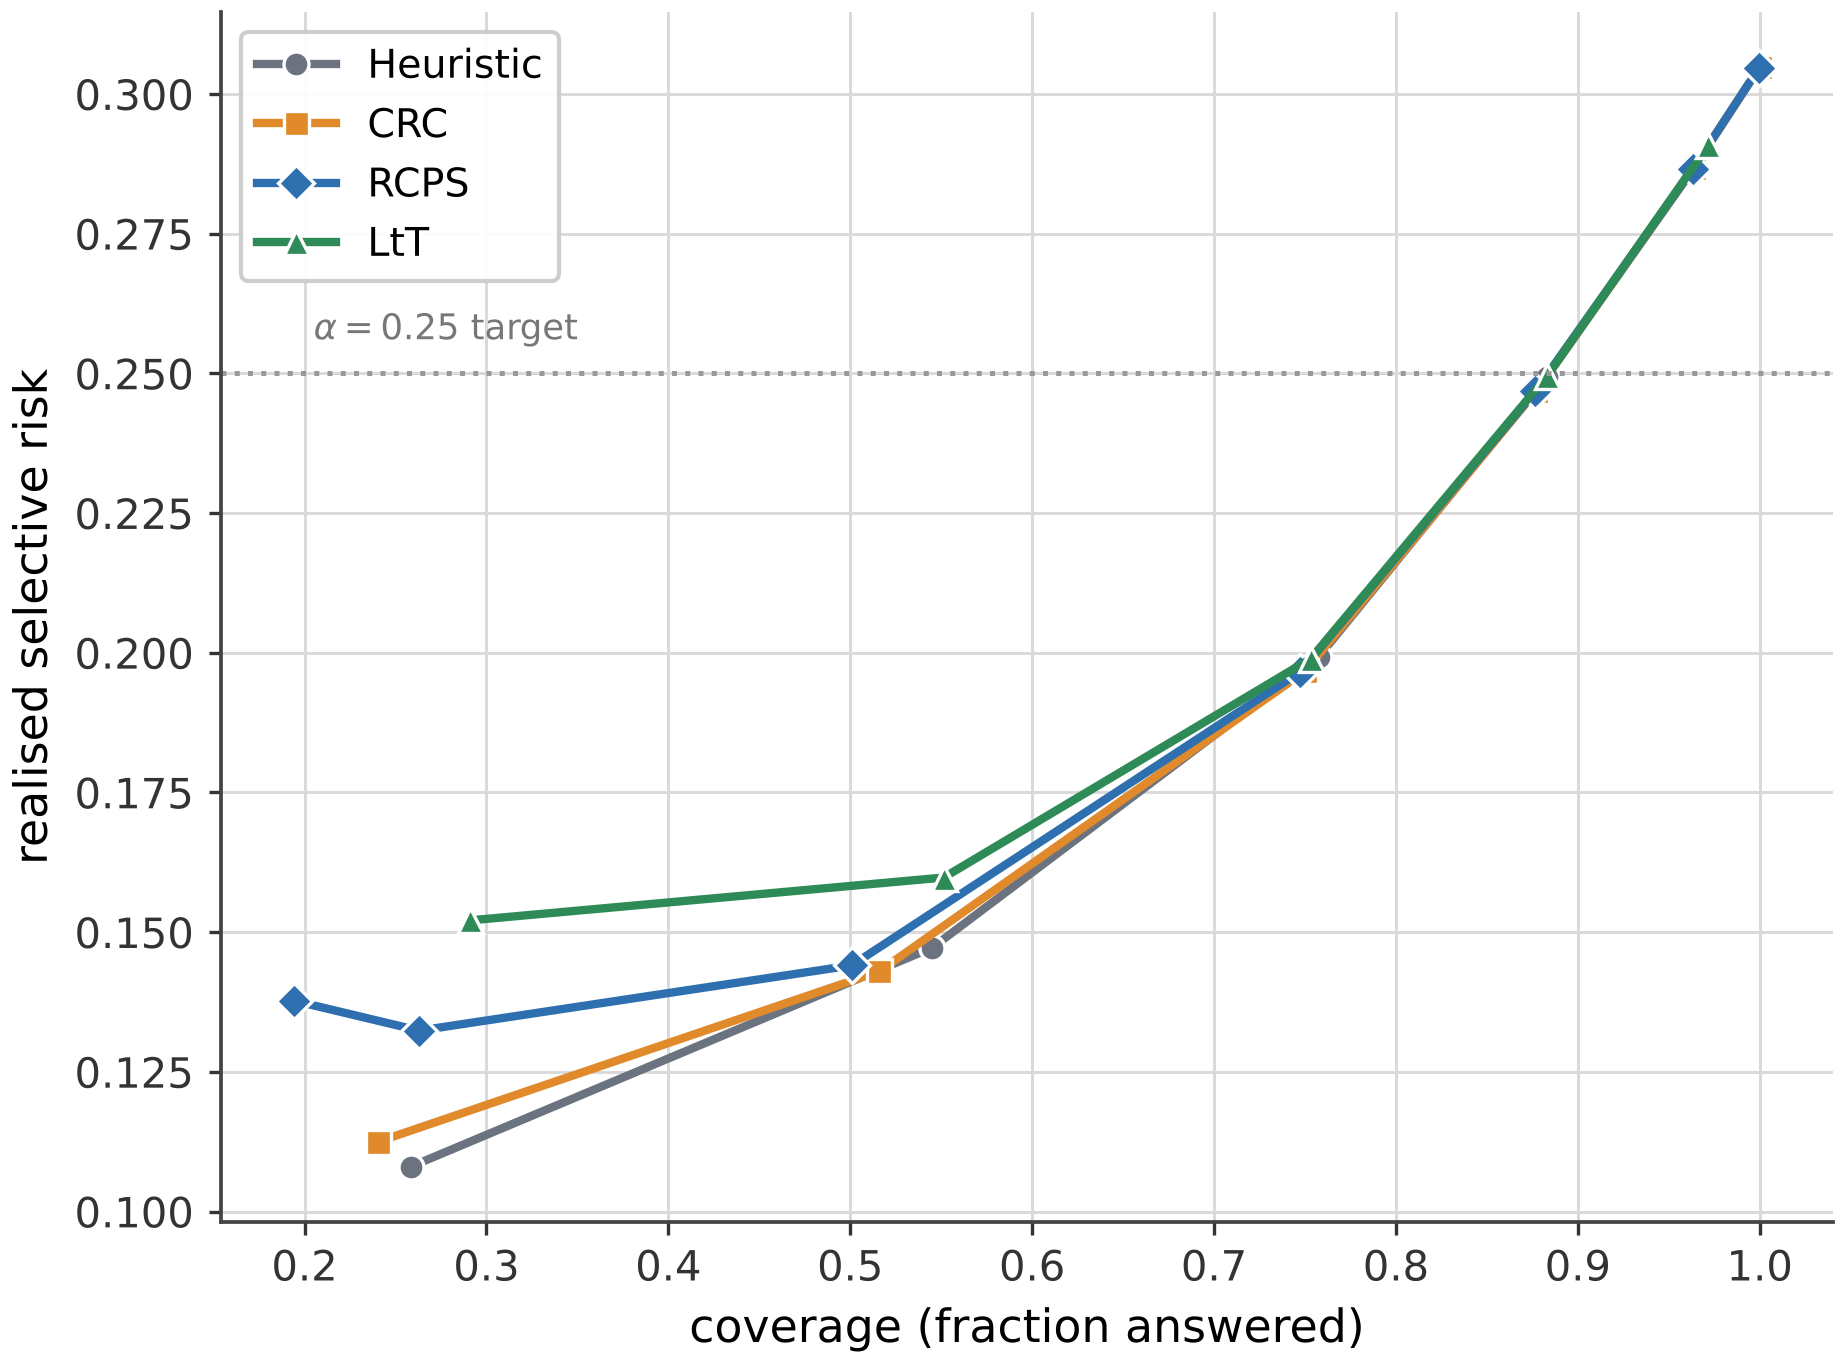 Heuristic
CRC
RCPS
LtT
α = 0.25 target
realised selective risk
0.300
0.275
0.250
0.225
0.200
0.175
0.150
0.125
0.100
0.2 0.3 0.4 0.5 0.6 0.7 0.8 0.9 1.0
coverage (fraction answered)